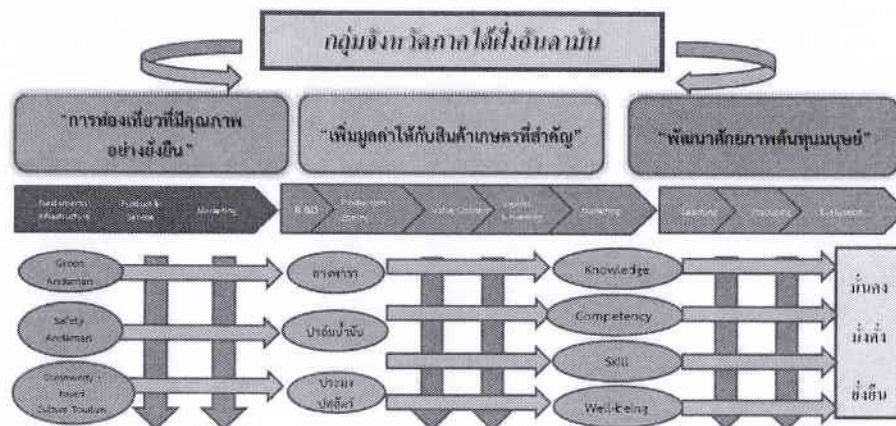 กลุ่มจังหวัดภาคใต้ฝั่งอันดามัน
"การท่องเที่ยวที่มีคุณภาพ
อย่างยั่งยืน"
"เพิ่มมูลค่าให้กับสินค้าเกษตรที่สำคัญ"
"พัฒนาศักยภาพต้นทุนมนุษย์"
Infrastructure
Product &
Service
Marketing
Marketing
Evaluation
Green
Andaman
ยางพารา
Knowledge
มั่นคง
Safety
Andaman
ปาล์มน้ำมัน
Competency
มั่งคั่ง
Skill
Community
Based
Culture Tourism
ประมง
ปศุสัตว์
Well-being
ยั่งยืน